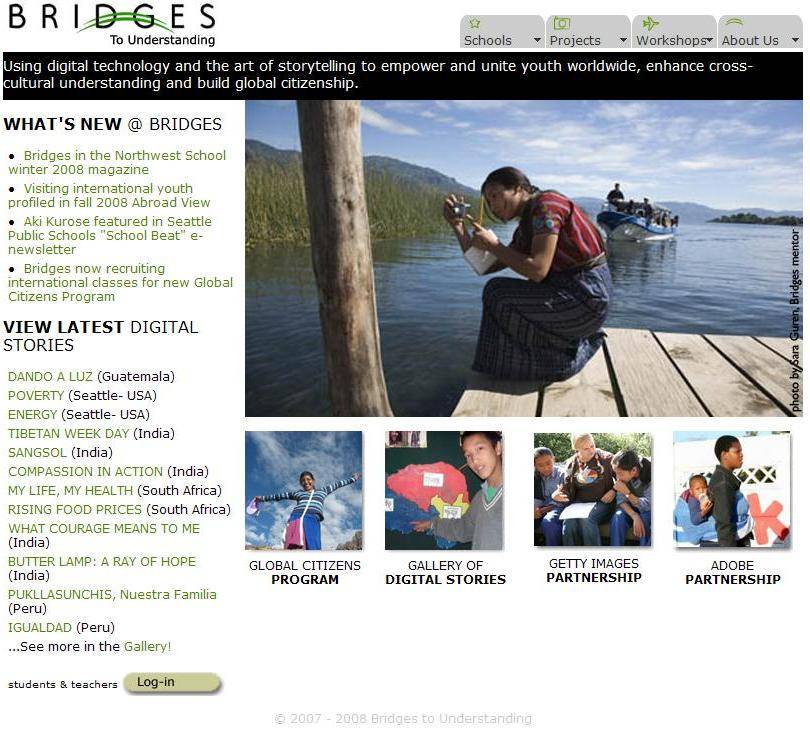 BRIDGES
To Understanding
Schools
Projects
Workshops
About Us
Using digital technology and the art of storytelling to empower and unite youth worldwide, enhance cross-
cultural understanding and build global citizenship.
WHAT'S NEW @ BRIDGES
• Bridges in the Northwest School
winter 2008 magazine
• Visiting international youth
profiled in fall 2008 Abroad View
• Aki Kurose featured in Seattle
Public Schools "School Beat" e-
newsletter
• Bridges now recruiting
international classes for new Global
Citizens Program
VIEW LATEST DIGITAL
STORIES
DANDO A LUZ (Guatemala)
POVERTY (Seattle- USA)
ENERGY (Seattle- USA)
TIBETAN WEEK DAY (India)
SANGSOL (India)
COMPASSION IN ACTION (India)
MY LIFE, MY HEALTH (South Africa)
RISING FOOD PRICES (South Africa)
WHAT COURAGE MEANS TO ME
(India)
BUTTER LAMP: A RAY OF HOPE
(India)
PUKLLASUNCHIS, Nuestra Familia
(Peru)
IGUALDAD (Peru)
...See more in the Gallery!
students & teachers Log-in
photo by Sara Guren, Bridges mentor
GLOBAL CITIZENS
PROGRAM
GALLERY OF
DIGITAL STORIES
GETTY IMAGES
PARTNERSHIP
ADOBE
PARTNERSHIP
© 2007 - 2008 Bridges to Understanding